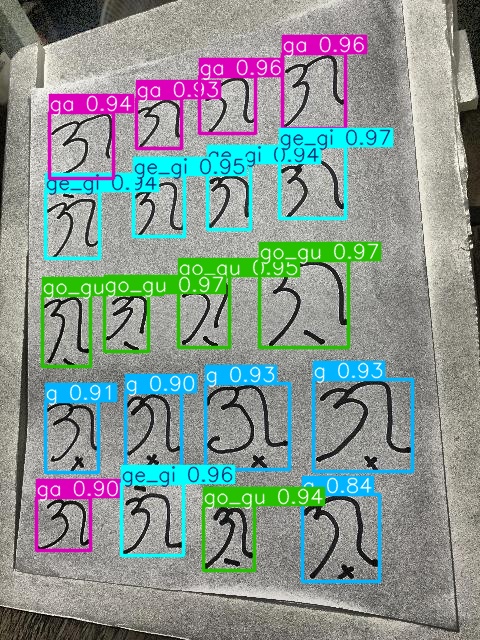 ga 0.94 ga 0.93 ga 0.96 ga 0.96
ᜄ ᜄ ᜄ ᜄ
ge_gi 0.94 ge_gi 0.95 ge_gi 0.94 ge_gi 0.97
ᜄᜒ ᜄᜒ ᜄᜒ ᜄᜒ
go_gu go_gu 0.97 go_gu 0.95 go_gu 0.97
ᜄᜓ ᜄᜓ ᜄᜓ ᜄᜓ
g 0.91 g 0.90 g 0.93 g 0.93
ᜄ᜔ ᜄ᜔ ᜄ᜔ ᜄ᜔
ga 0.90 ge_gi 0.96 go_gu 0.94 g 0.84
ᜄ ᜄᜒ ᜄᜓ ᜄ᜔